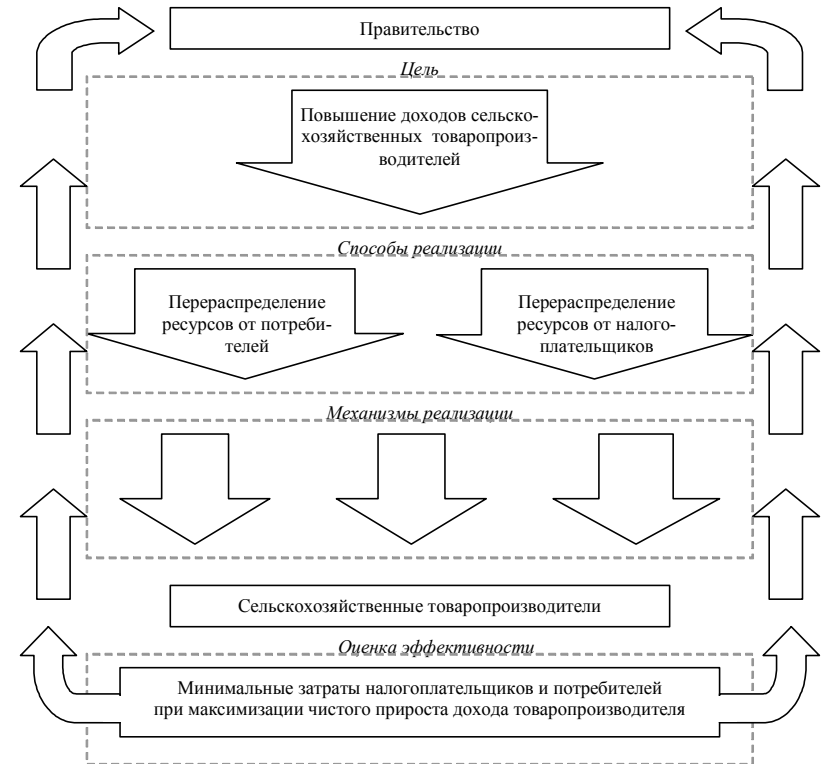 Правительство
Цель
Повышение доходов сельско-
хозяйственных товаропроиз-
водителей
Способы реализации
Перераспределение
ресурсов от потреби-
телей
Перераспределение
ресурсов от налого-
плательщиков
Механизмы реализации
Сельскохозяйственные товаропроизводители
Оценка эффективности
Минимальные затраты налогоплательщиков и потребителей
при максимизации чистого прироста дохода товаропроизводителя